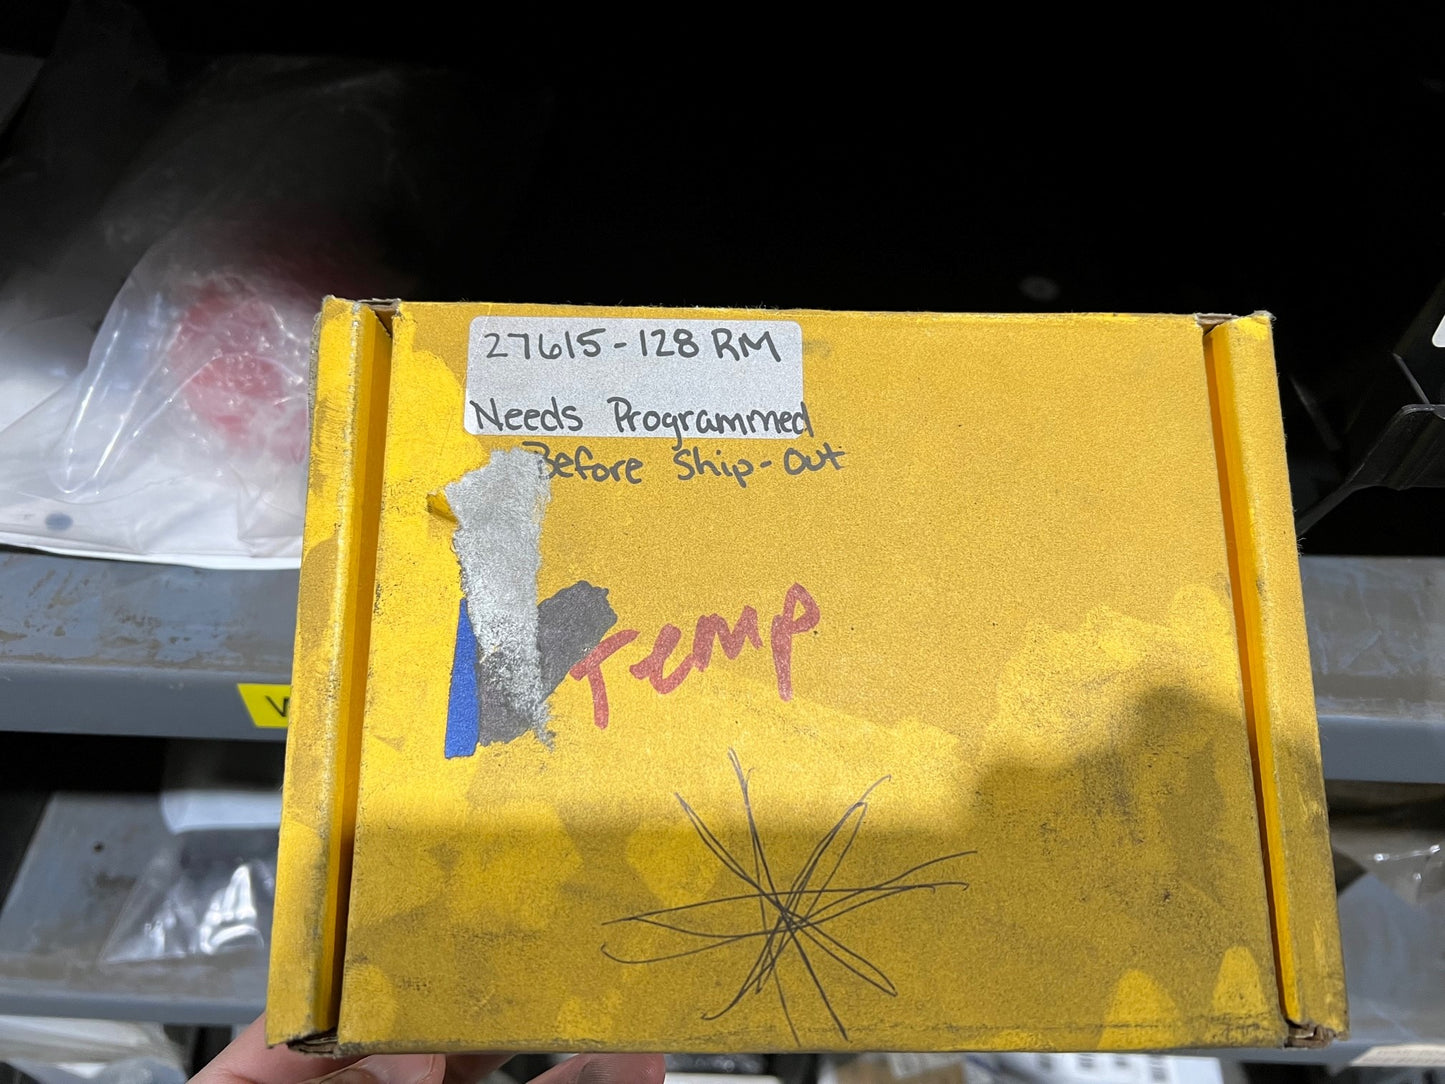 27615-128 RM
Needs Programmed
Before Ship-Out
Temp